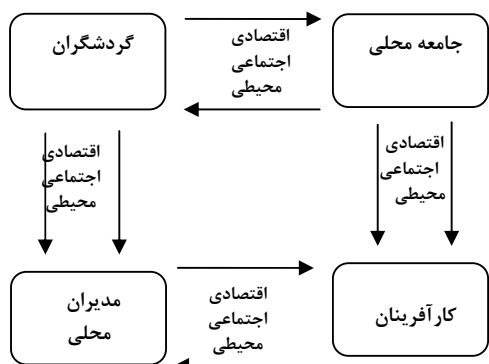 جامعه محلی
اقتصادی
اجتماعی
محیطی
گردشگران
اقتصادی
اجتماعی
محیطی
اقتصادی
اجتماعی
محیطی
کارآفرینان
اقتصادی
اجتماعی
محیطی
مدیران
محلی